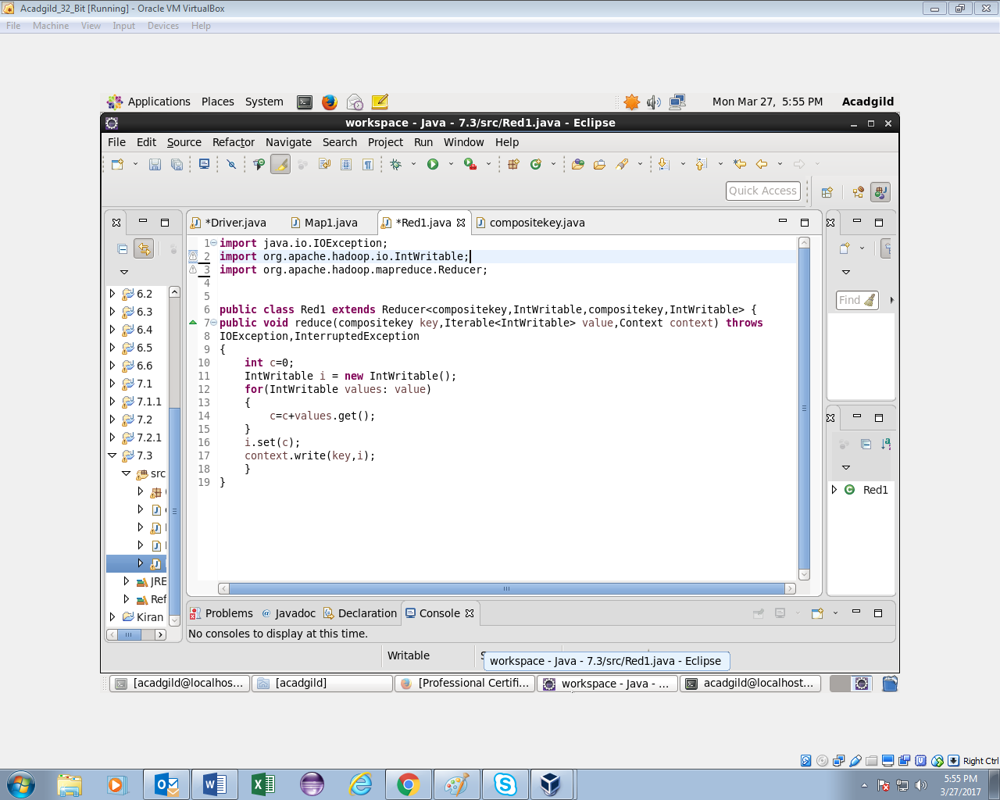 Acadgild_32_Bit [Running] - Oracle VM VirtualBox
File Machine View Input Devices Help
Applications Places System Mon Mar 27, 5:55 PM Acadgild
workspace - Java - 7.3/src/Red1.java - Eclipse
File Edit Source Refactor Navigate Search Project Run Window Help
Quick Access
*Driver.java Map1.java *Red1.java compositekey.java
1 import java.io.IOException;
2 import org.apache.hadoop.io.IntWritable;
3 import org.apache.hadoop.mapreduce.Reducer;
4
5
6 public class Red1 extends Reducer<compositekey,IntWritable,compositekey,IntWritable> {
7 public void reduce(compositekey key,Iterable<IntWritable> value,Context context) throws
8 IOException,InterruptedException
9 {
10 int c=0;
11 IntWritable i = new IntWritable();
12 for(IntWritable values: value)
13 {
14 c=c+values.get();
15 }
16 i.set(c);
17 context.write(key,i);
18 }
19 }
6.2
6.3
6.4
6.5
6.6
7.1
7.1.1
7.2
7.2.1
7.3
src
JRE
Ref
Kiran
Find
Red1
Problems Javadoc Declaration Console
No consoles to display at this time.
Writable
workspace - Java - 7.3/src/Red1.java - Eclipse
[acadgild@localhos... [acadgild] [Professional Certifi... workspace - Java - ... acadgild@localhost...
Right Ctrl
5:55 PM
3/27/2017